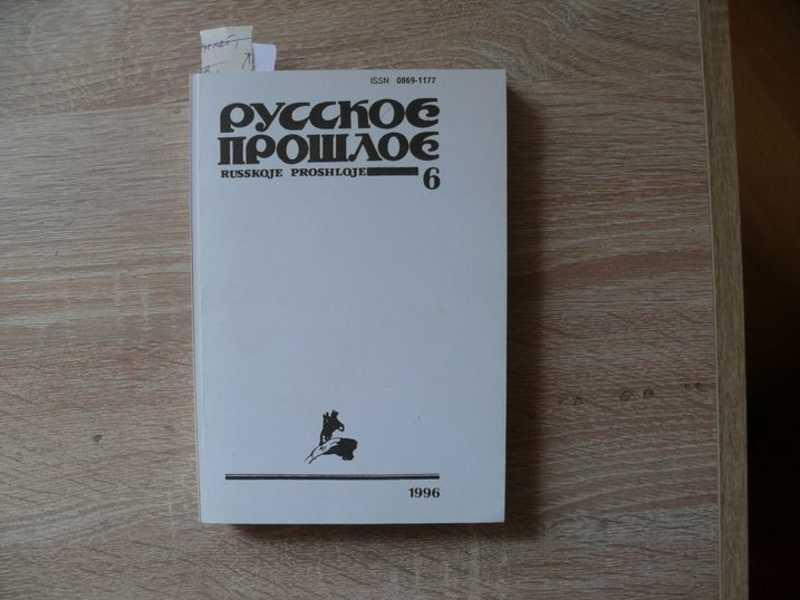 ISSN 0869-1177
РУССКОЕ
ПРОШЛОЕ
RUSSKOJE PROSHLOJE 6
1996